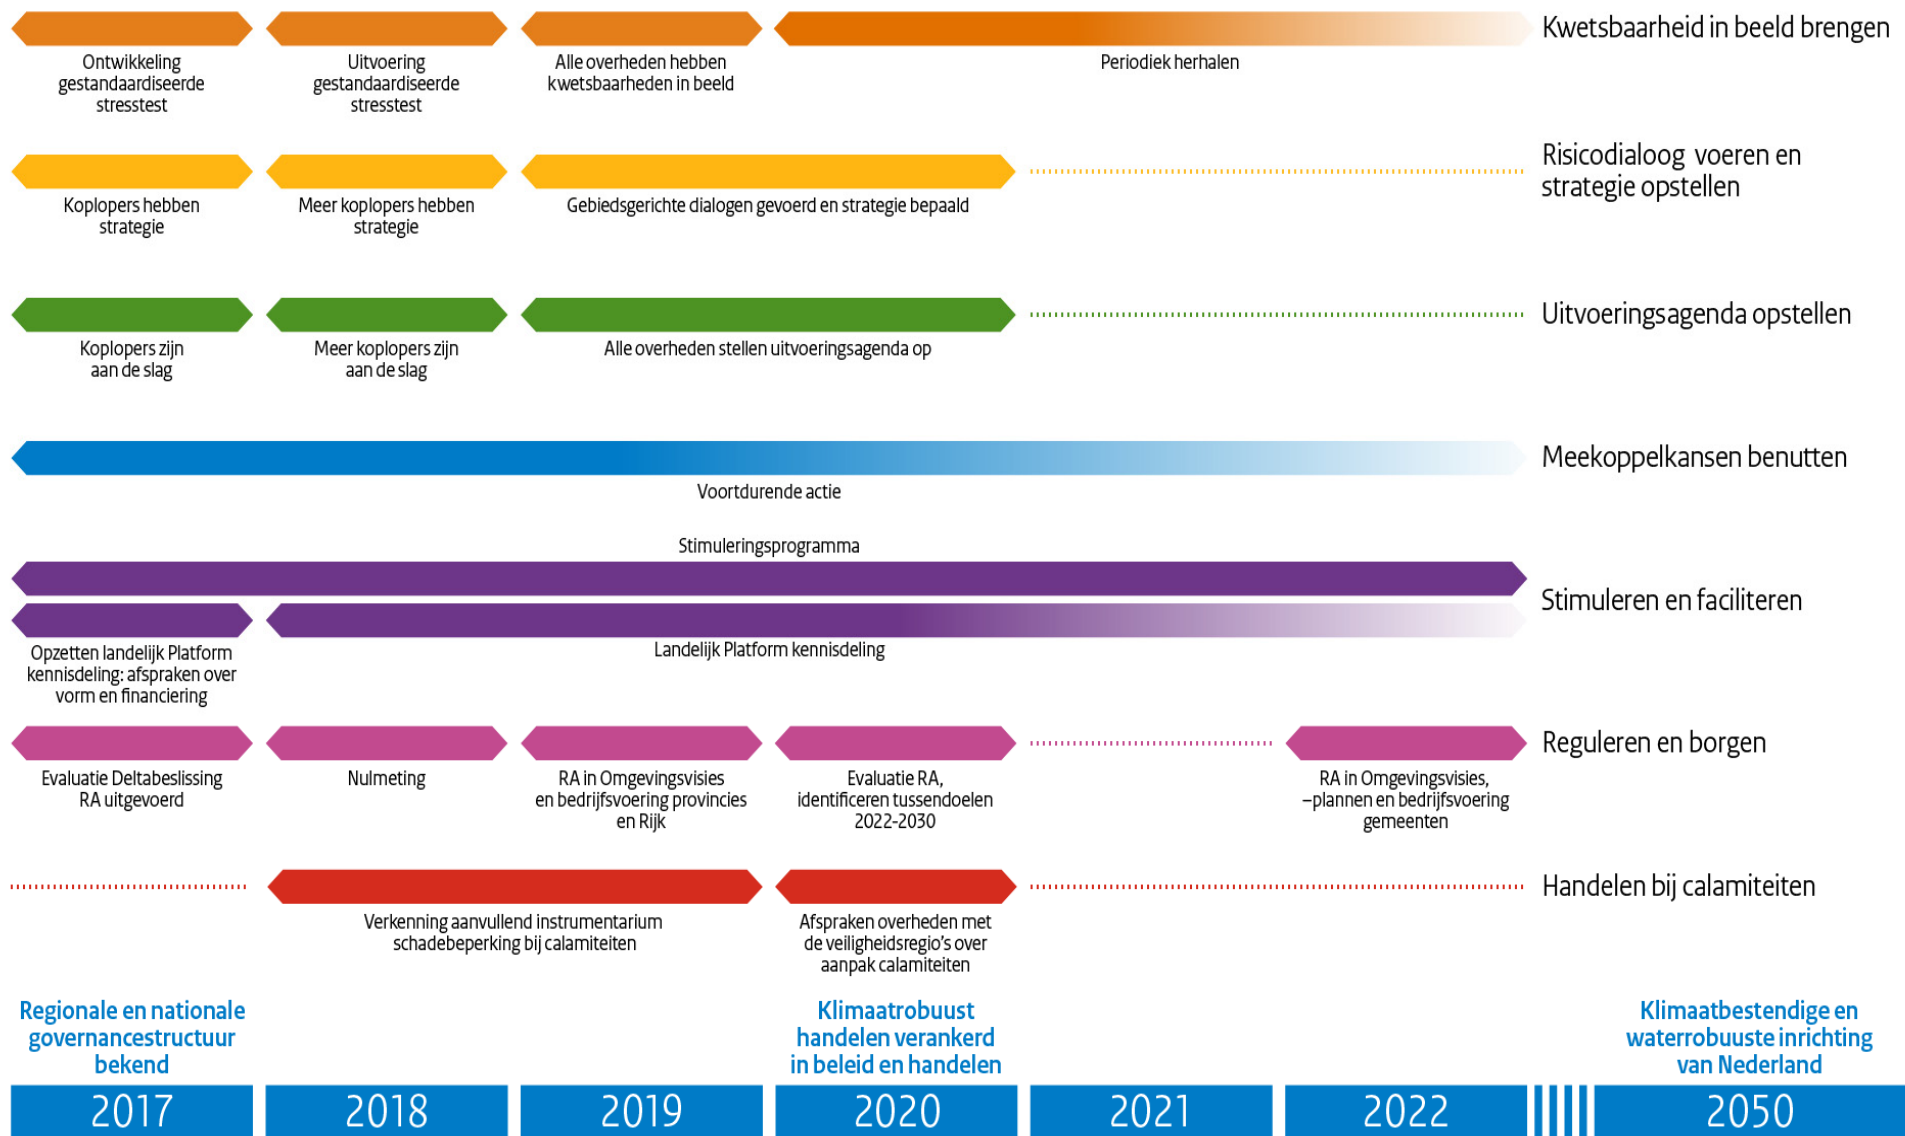 Kwetsbaarheid in beeld brengen
Ontwikkeling
gestandaardiseerde
stresstest
Uitvoering
gestandaardiseerde
stresstest
Alle overheden hebben
kwetsbaarheden in beeld
Periodiek herhalen
Risicodialoog voeren en
strategie opstellen
Koplopers hebben
strategie
Meer koplopers hebben
strategie
Gebiedsgerichte dialogen gevoerd en strategie bepaald
Uitvoeringsagenda opstellen
Koplopers zijn
aan de slag
Meer koplopers zijn
aan de slag
Alle overheden stellen uitvoeringsagenda op
Meekoppelkansen benutten
Voortdurende actie
Stimuleringsprogramma
Stimuleren en faciliteren
Opzetten landelijk Platform
kennisdeling: afspraken over
vorm en financiering
Landelijk Platform kennisdeling
Reguleren en borgen
Evaluatie Deltabeslissing
RA uitgevoerd
Nulmeting
RA in Omgevingsvisies
en bedrijfsvoering provincies
en Rijk
Evaluatie RA,
identificeren tussendoelen
2022-2030
RA in Omgevingsvisies,
–plannen en bedrijfsvoering
gemeenten
Handelen bij calamiteiten
Verkenning aanvullend instrumentarium
schadebeperking bij calamiteiten
Afspraken overheden met
de veiligheidsregio's over
aanpak calamiteiten
Regionale en nationale
governancestructuur
bekend
Klimaatrobuust
handelen verankerd
in beleid en handelen
Klimaatbestendige en
waterrobuuste inrichting
van Nederland
2017
2018
2019
2020
2021
2022
2050